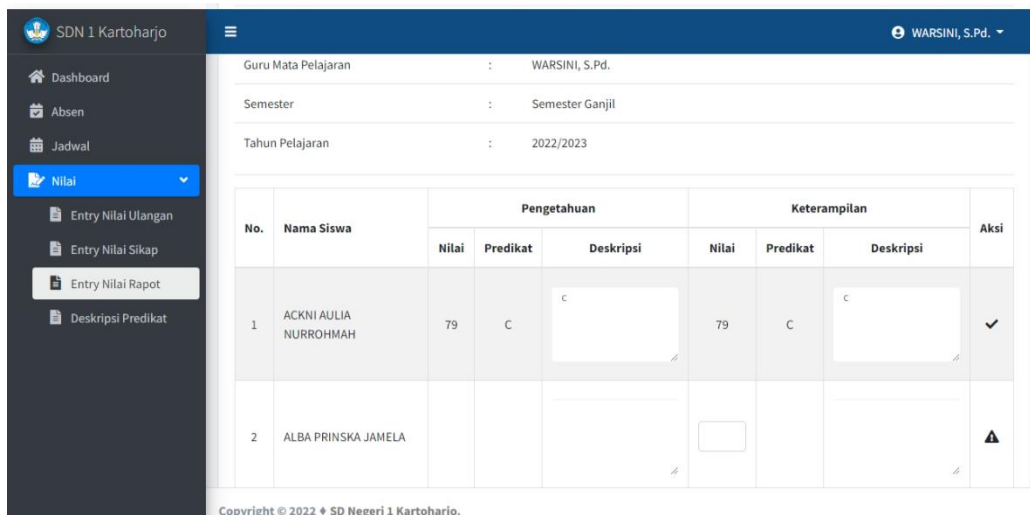 SDN 1 Kartoharjo
WARSINI, S.Pd.
Dashboard
Absen
Jadwal
Nilai
Entry Nilai Ulangan
Entry Nilai Sikap
Entry Nilai Rapot
Deskripsi Predikat
Guru Mata Pelajaran : WARSINI, S.Pd.
Semester : Semester Ganjil
Tahun Pelajaran : 2022/2023
No. Nama Siswa Pengetahuan Keterampilan Aksi
Nilai Predikat Deskripsi Nilai Predikat Deskripsi
1 ACKNI AULIA NURROHMAH 79 C c 79 C c
2 ALBA PRINSKA JAMELA
Copyright © 2022 ♦ SD Negeri 1 Kartoharjo.